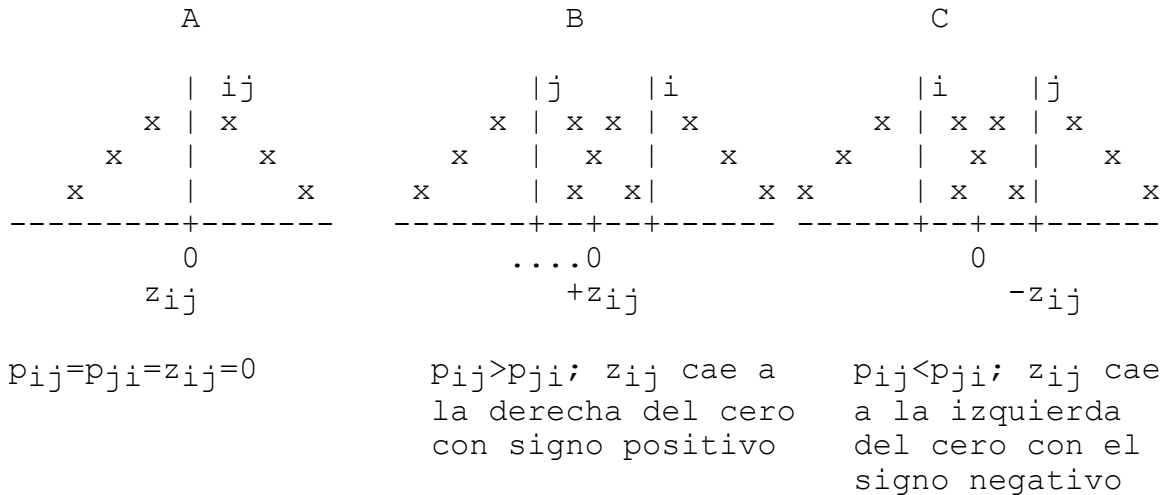 A B C
| ij |j |i |i |j
x | x x | x x | x x | x x | x
x | x x | x | x x | x | x
x | x x | x x| x x | x x| x
---------+------- -------+--+--+------ ------+--+--+------
0 ....0 0
zij +zij -zij
pij=pji=zij=0 pij>pji; zij cae a pij<pji; zij cae
la derecha del cero a la izquierda
con signo positivo del cero con el
signo negativo